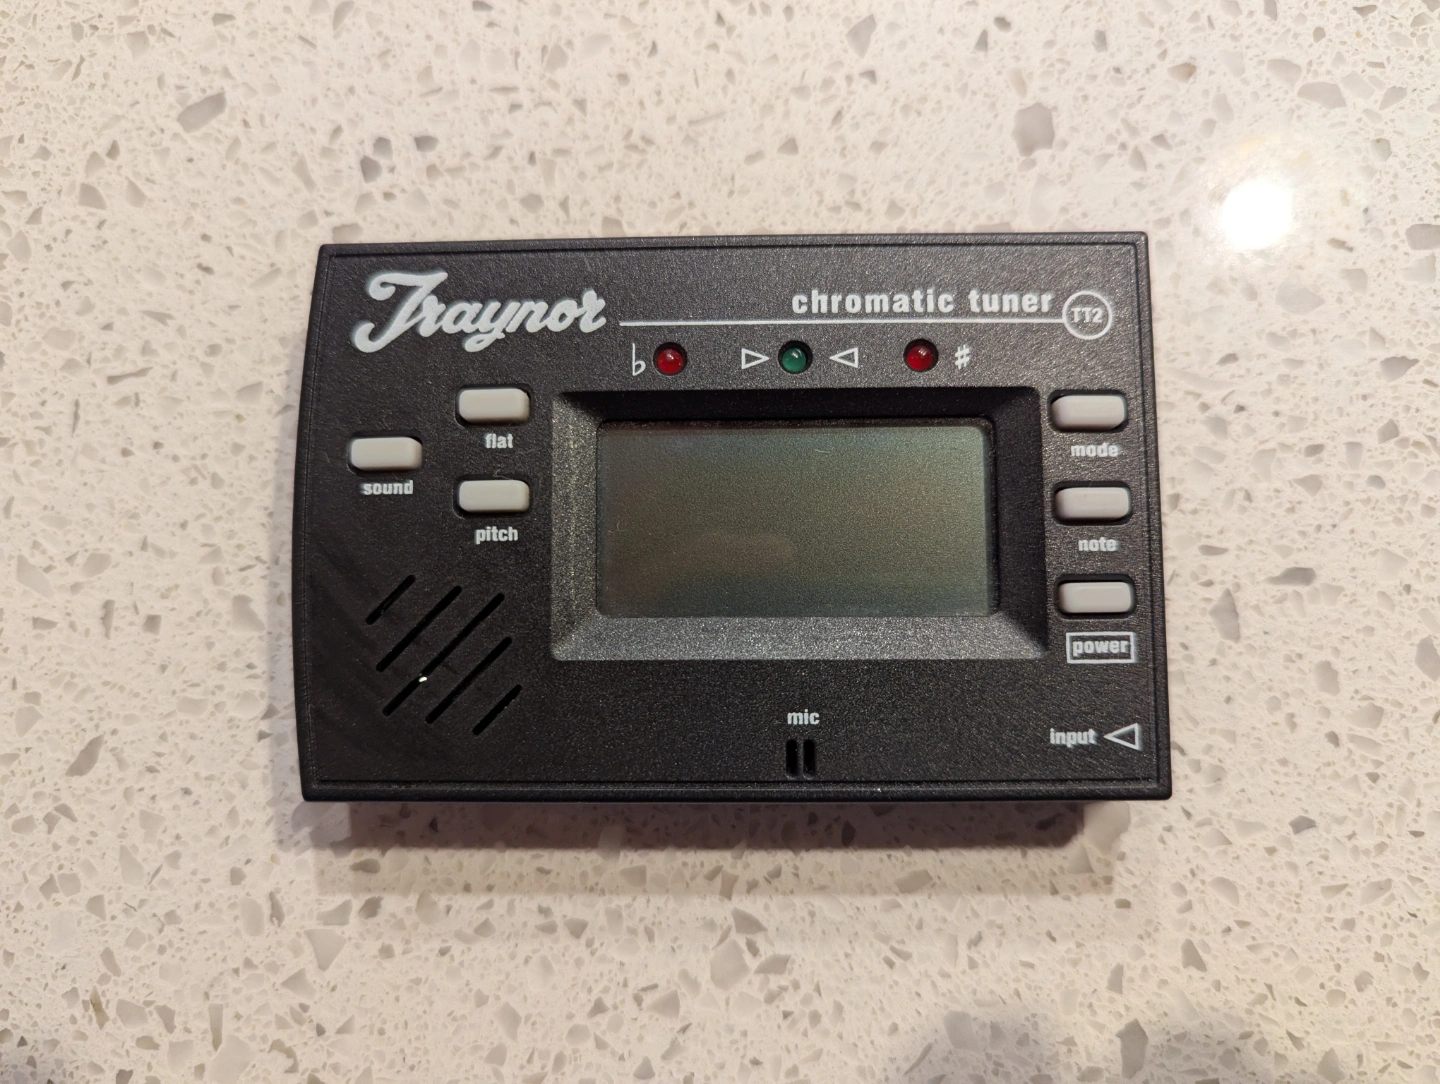 Traynor
chromatic tuner TT2
♭ ♯
flat
mode
sound
pitch
note
power
mic
input